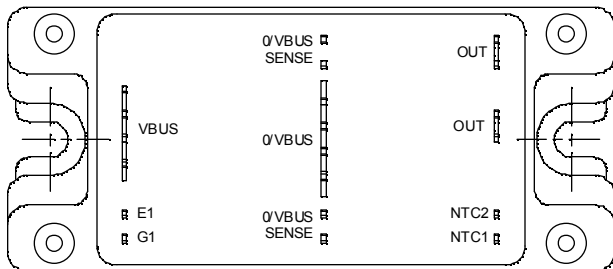 0/VBUS
SENSE
OUT
VBUS
0/VBUS
OUT
E1
G1
0/VBUS
SENSE
NTC2
NTC1